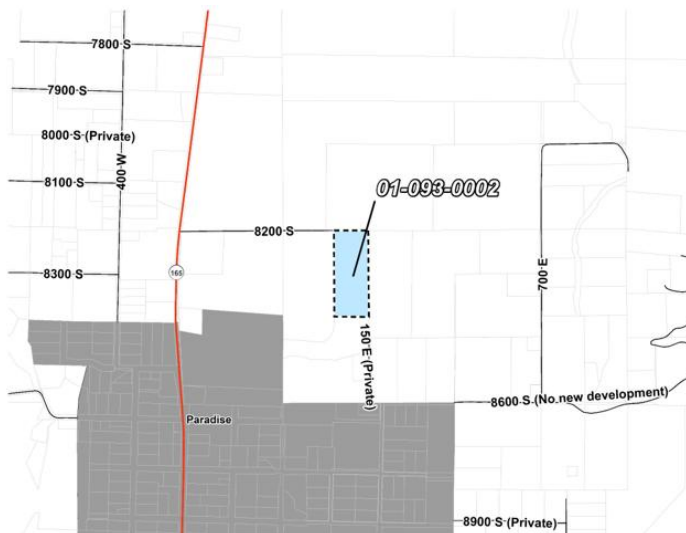 7800 S
7900 S
8000 S (Private)
400 W
8100 S
01-093-0002
8200 S
700 E
8300 S
165
150 E (Private)
8600 S (No new development)
Paradise
8900 S (Private)